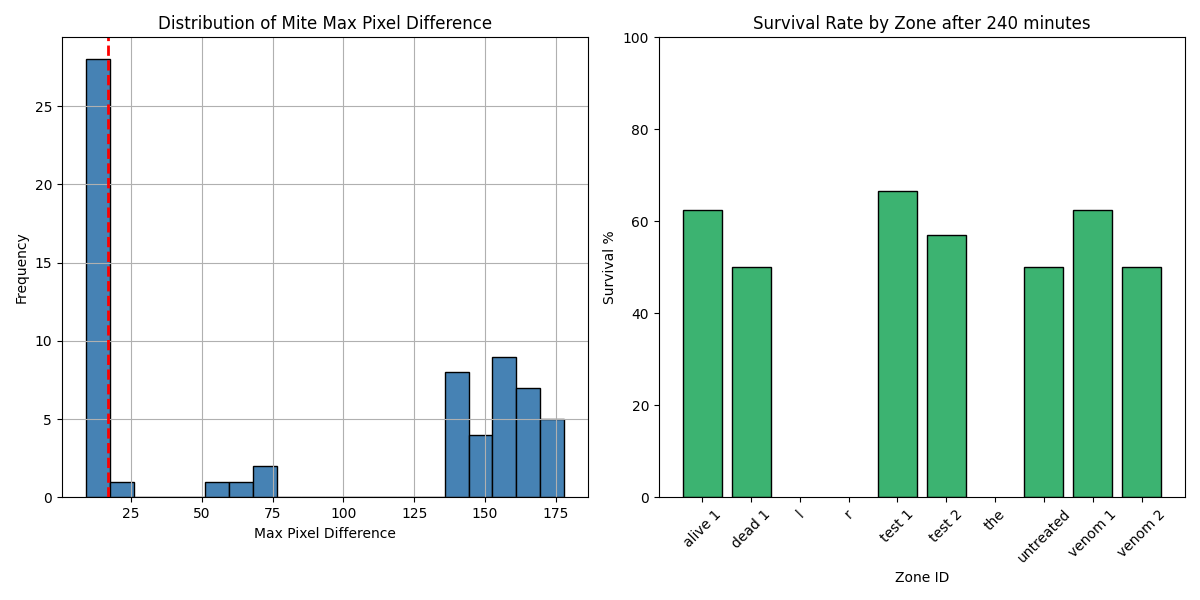 Distribution of Mite Max Pixel Difference
Frequency
25
20
15
10
5
0
25 50 75 100 125 150 175
Max Pixel Difference
Survival Rate by Zone after 240 minutes
Survival %
100
80
60
40
20
0
alive 1 dead 1 l r test 1 test 2 the untreated venom 1 venom 2
Zone ID